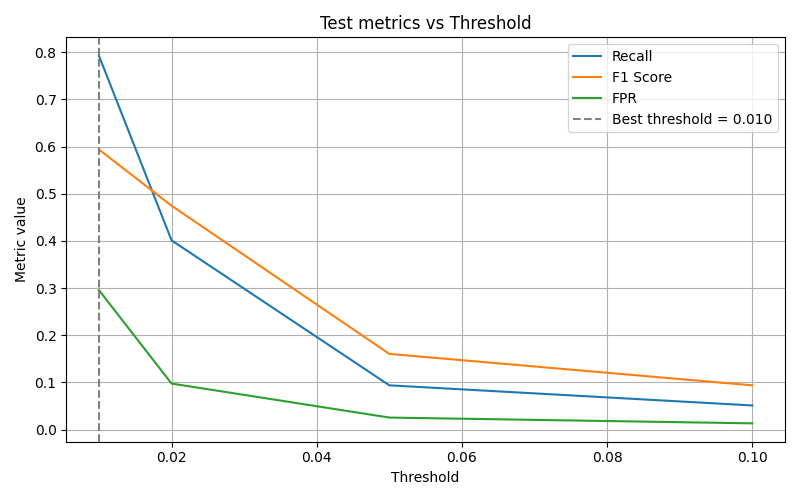 Test metrics vs Threshold
Recall
F1 Score
FPR
Best threshold = 0.010
Metric value
0.8
0.7
0.6
0.5
0.4
0.3
0.2
0.1
0.0
0.02 0.04 0.06 0.08 0.10
Threshold